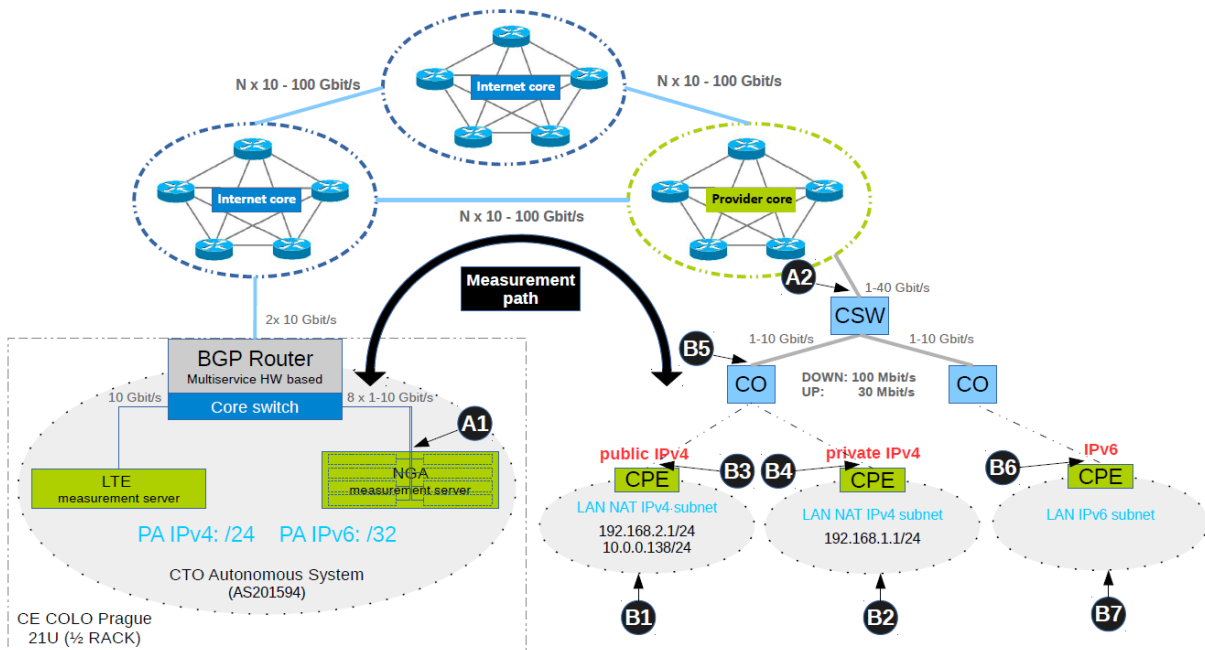 N x 10 - 100 Gbit/s
Internet core
N x 10 - 100 Gbit/s
Internet core
Provider core
N x 10 - 100 Gbit/s
Measurement
path
A2
1-40 Gbit/s
CSW
2x 10 Gbit/s
1-10 Gbit/s
1-10 Gbit/s
BGP Router
Multiservice HW based
Core switch
B5
CO
DOWN: 100 Mbit/s
UP: 30 Mbit/s
CO
10 Gbit/s
8 x 1-10 Gbit/s
A1
LTE
measurement server
NGA
measurement server
public IPv4
private IPv4
IPv6
B3
B4
B6
CPE
CPE
CPE
LAN NAT IPv4 subnet
192.168.2.1/24
10.0.0.138/24
LAN NAT IPv4 subnet
192.168.1.1/24
LAN IPv6 subnet
PA IPv4: /24 PA IPv6: /32
CTO Autonomous System
(AS201594)
B1
B2
B7
CE COLO Prague
21U (½ RACK)